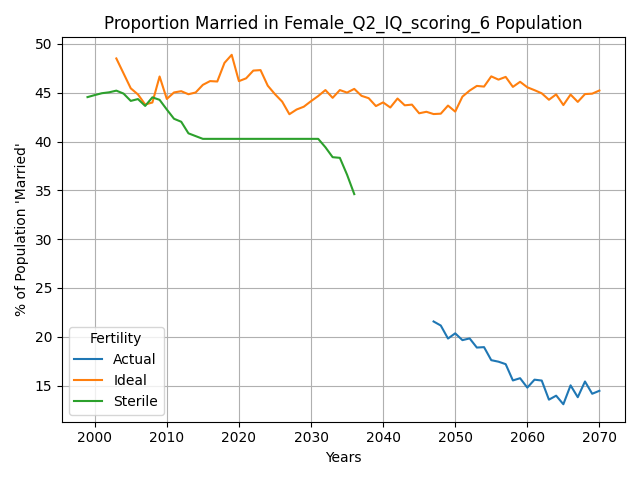 Proportion Married in Female_Q2_IQ_scoring_6 Population
% of Population 'Married'
50
45
40
35
30
25
20
15
Fertility
Actual
Ideal
Sterile
2000 2010 2020 2030 2040 2050 2060 2070
Years